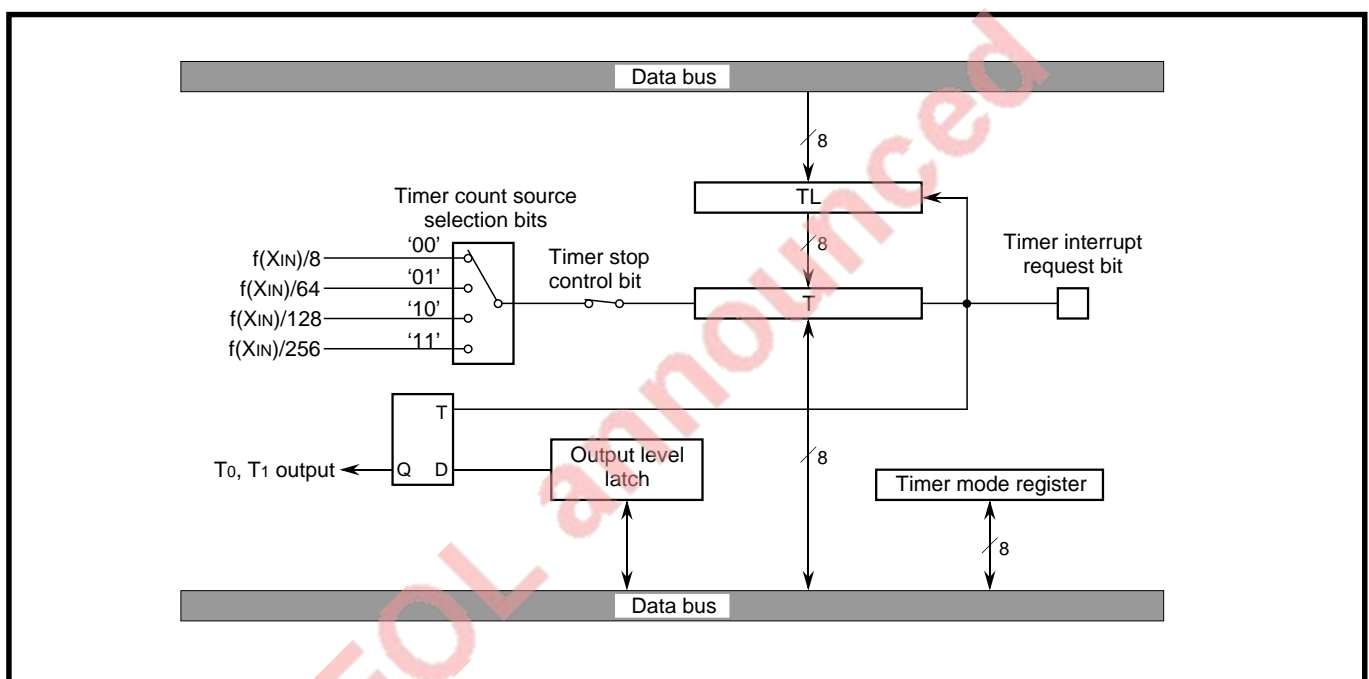 Data bus
8
TL
Timer count source
selection bits
8
Timer interrupt
request bit
Timer stop
control bit
f(XIN)/8
'00'
f(XIN)/64
'01'
f(XIN)/128
'10'
f(XIN)/256
'11'
T
T
Q
D
T0, T1 output
Output level
latch
8
Timer mode register
8
Data bus
EOL announced